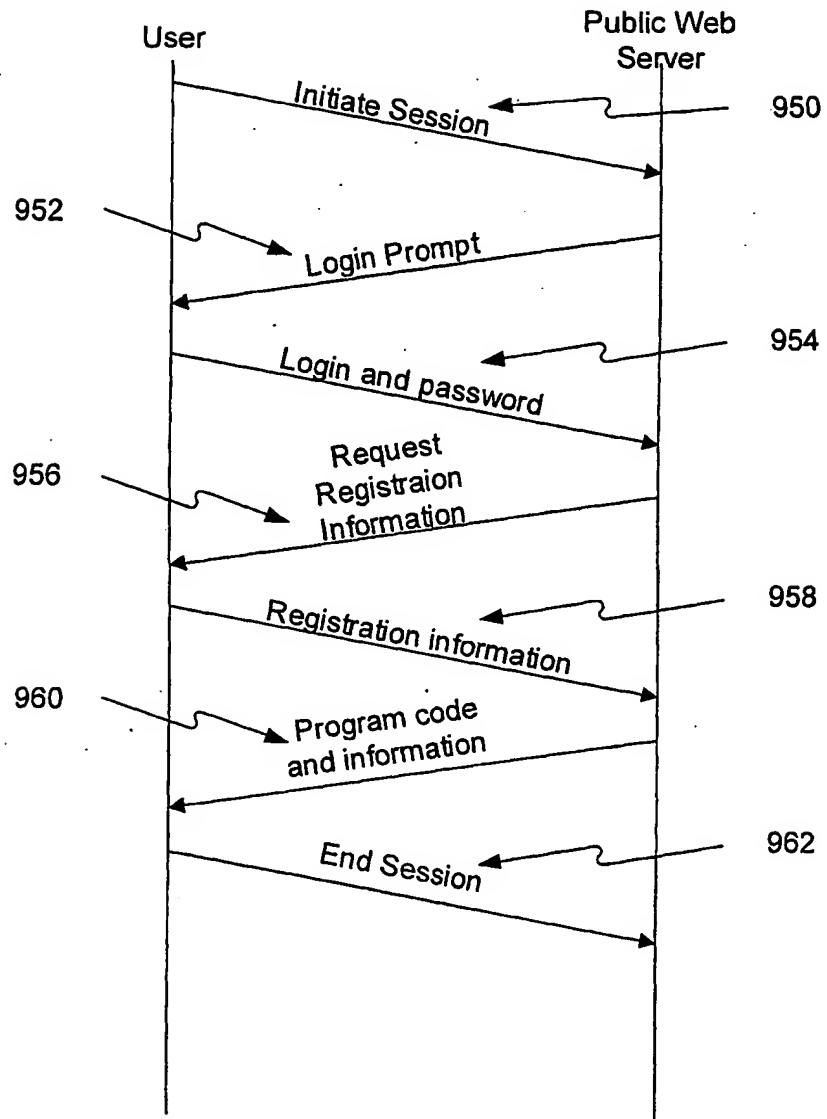 User
Public Web
Server
Initiate Session
950
952
Login Prompt
954
Login and password
956
Request
Registraion
Information
958
Registration information
960
Program code
and information
962
End Session